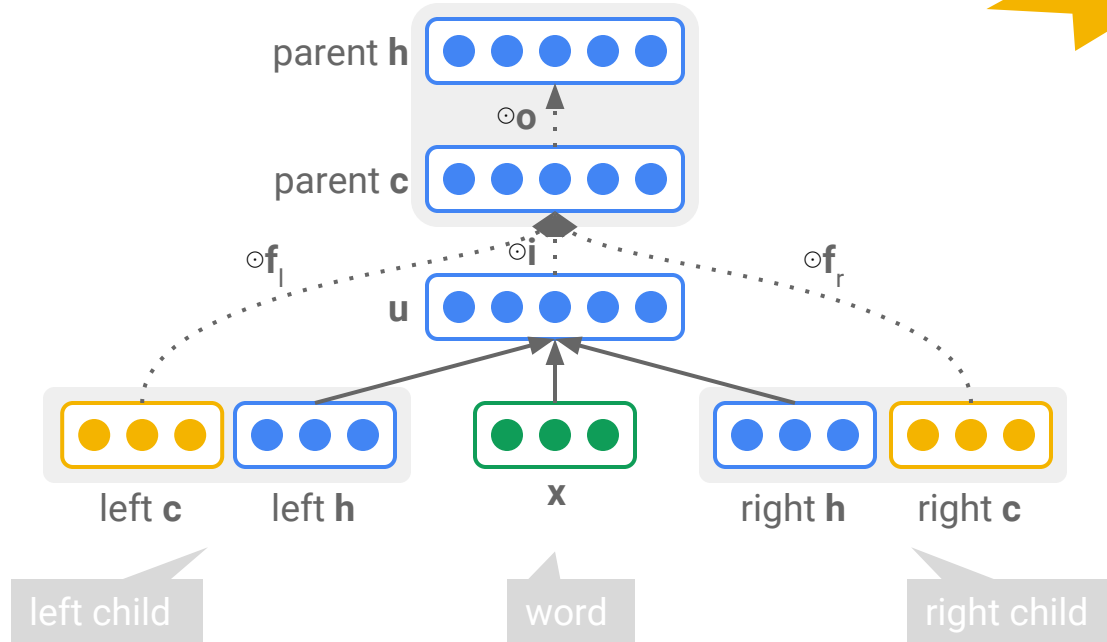 parent h
⊙o
parent c
⊙f_l
⊙i
⊙f_r
u
left c
left h
x
right h
right c
left child
word
right child